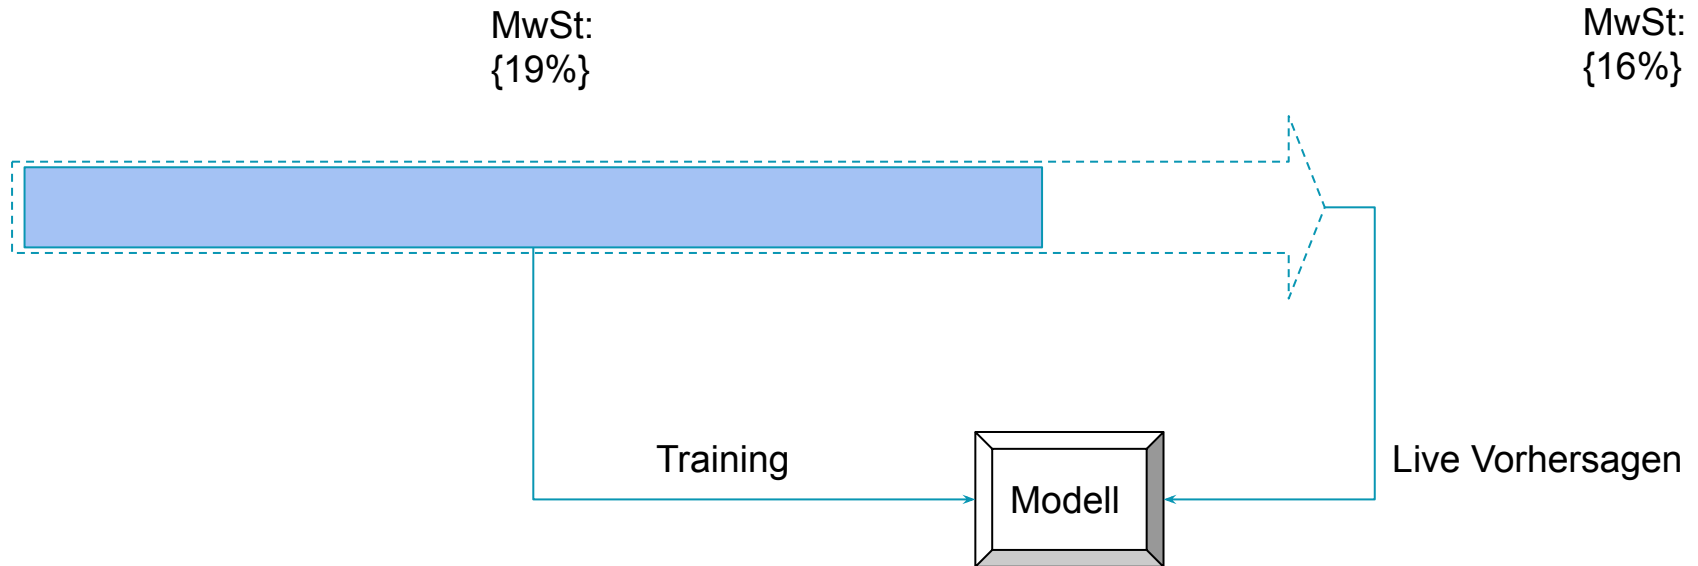 MwSt:
{19%}
MwSt:
{16%}
Training
Live Vorhersagen
Modell